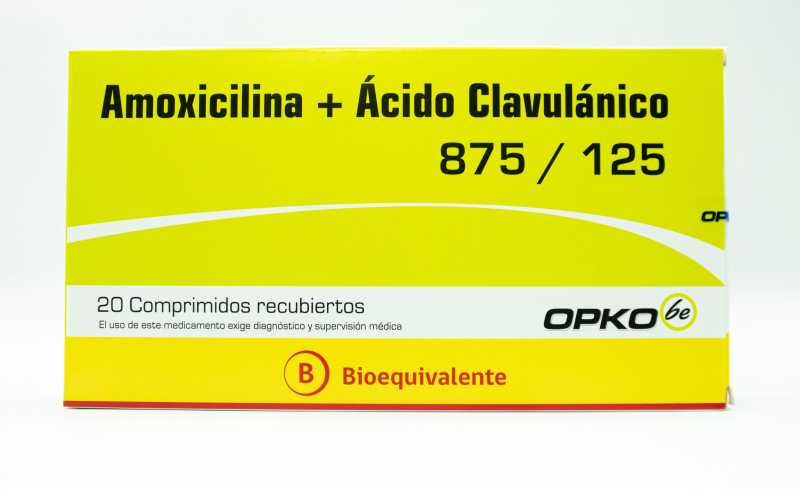 Amoxicilina + Ácido Clavulánico
875 / 125
OP
20 Comprimidos recubiertos
El uso de este medicamento exige diagnóstico y supervisión médica
OPKO be
B Bioequivalente